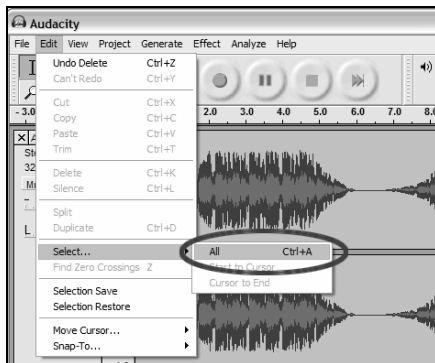 Audacity
File Edit View Project Generate Effect Analyze Help
Undo Delete Ctrl+Z
Can't Redo Ctrl+Y
- 3.0 2.0 3.0 4.0 5.0 6.0 7.0 8.0
Cut Ctrl+X
Copy Ctrl+C
Paste Ctrl+V
Trim Ctrl+T
Delete Ctrl+K
Silence Ctrl+L
Split
Duplicate Ctrl+D
Select... All Ctrl+A
Find Zero Crossings Z Start to Cursor
Cursor to End
Selection Save
Selection Restore
Move Cursor...
Snap-To...